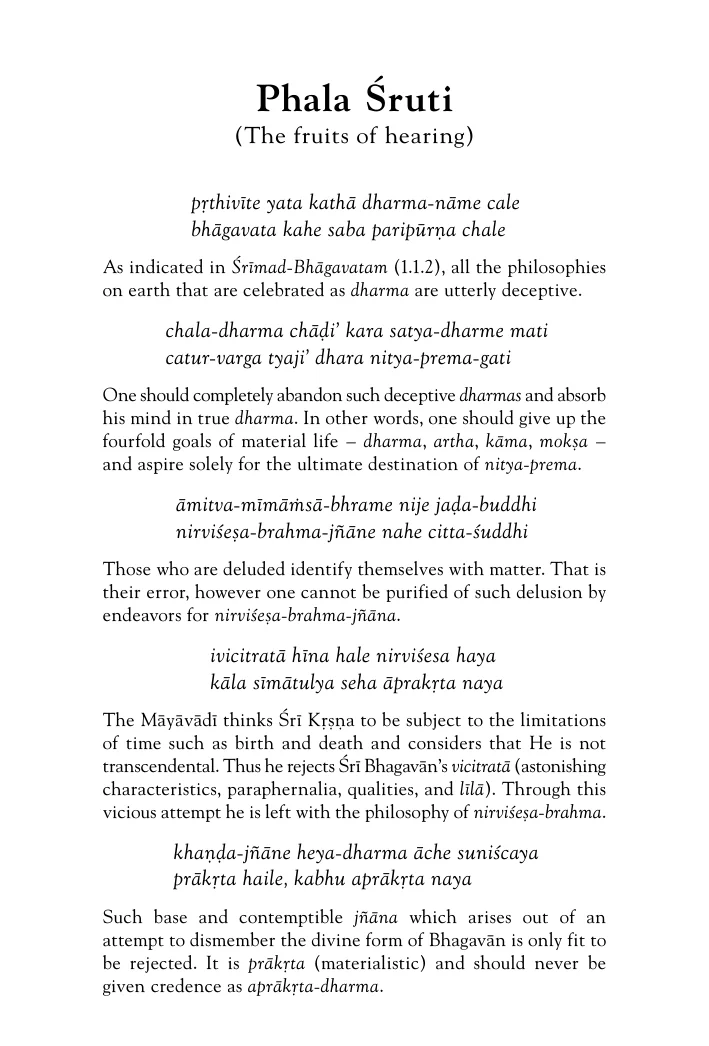 Phala Śruti
(The fruits of hearing)
pṛthivīte yata kathā dharma-nāme cale
bhāgavata kahe saba paripūrṇa chale
As indicated in Śrīmad-Bhāgavatam (1.1.2), all the philosophies
on earth that are celebrated as dharma are utterly deceptive.
chala-dharma chāḍi’ kara satya-dharme mati
catur-varga tyaji’ dhara nitya-prema-gati
One should completely abandon such deceptive dharmas and absorb
his mind in true dharma. In other words, one should give up the
fourfold goals of material life – dharma, artha, kāma, mokṣa –
and aspire solely for the ultimate destination of nitya-prema.
āmitva-mīmāṁsā-bhrame nije jaḍa-buddhi
nirviśeṣa-brahma-jñāne nahe citta-śuddhi
Those who are deluded identify themselves with matter. That is
their error, however one cannot be purified of such delusion by
endeavors for nirviśeṣa-brahma-jñāna.
ivicitratā hīna hale nirviśesa haya
kāla sīmātulya seha āprakṛta naya
The Māyāvādī thinks Śrī Kṛṣṇa to be subject to the limitations
of time such as birth and death and considers that He is not
transcendental. Thus he rejects Śrī Bhagavān’s vicitratā (astonishing
characteristics, paraphernalia, qualities, and līlā). Through this
vicious attempt he is left with the philosophy of nirviśeṣa-brahma.
khaṇḍa-jñāne heya-dharma āche suniścaya
prākṛta haile, kabhu aprākṛta naya
Such base and contemptible jñāna which arises out of an
attempt to dismember the divine form of Bhagavān is only fit to
be rejected. It is prākṛta (materialistic) and should never be
given credence as aprākṛta-dharma.